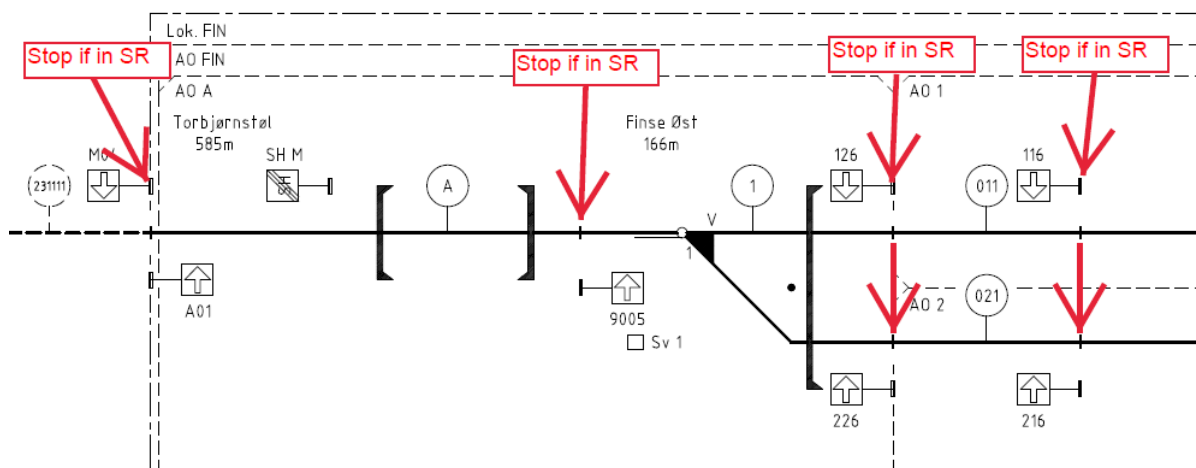 Lok. FIN
Stop if in SR
AO FIN
Stop if in SR
Stop if in SR
Stop if in SR
AO A
AO 1
Torbjørnstøl
585m
Finse Øst
166m
SH M
126
116
231111
SH
A
1
V
011
1
A01
9005
Sv 1
021
AO 2
226
216